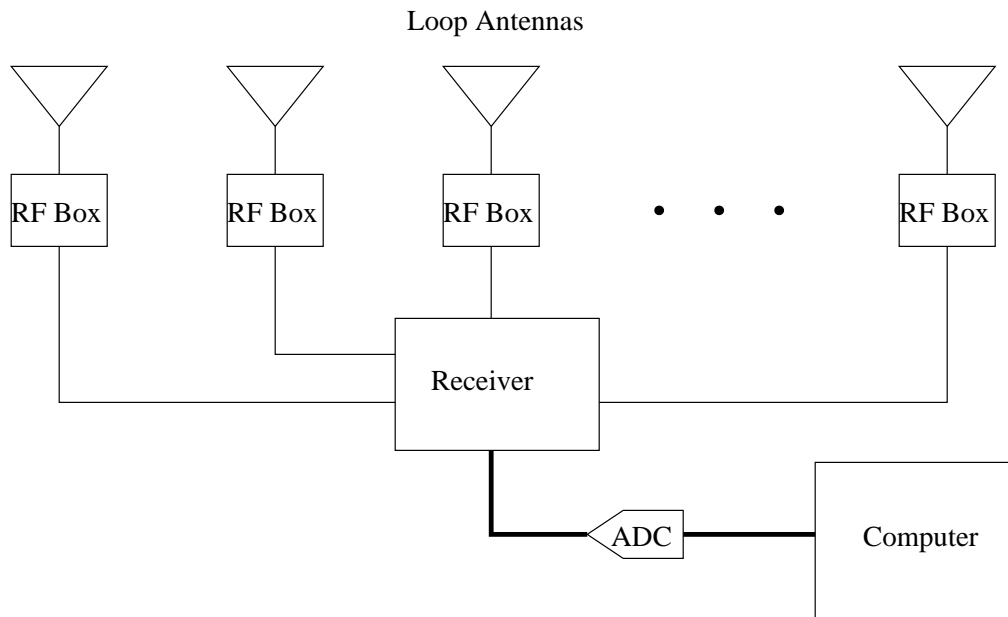 Loop Antennas
RF Box
RF Box
RF Box
RF Box
Receiver
ADC
Computer